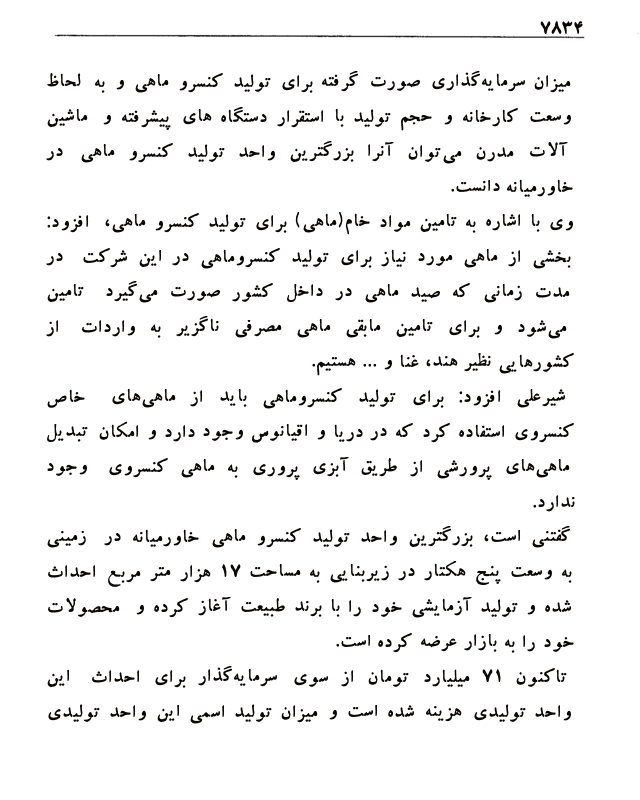 ۷۸۳۴
میزان سرمایه‌گذاری صورت گرفته برای تولید کنسرو ماهی و به لحاظ
وسعت کارخانه و حجم تولید با استقرار دستگاه های پیشرفته و ماشین
آلات مدرن می‌توان آنرا بزرگترین واحد تولید کنسرو ماهی در
خاورمیانه دانست.
وی با اشاره به تامین مواد خام(ماهی) برای تولید کنسرو ماهی، افزود:
بخشی از ماهی مورد نیاز برای تولید کنسروماهی در این شرکت در
مدت زمانی که صید ماهی در داخل کشور صورت می‌گیرد تامین
می‌شود و برای تامین مابقی ماهی مصرفی ناگزیر به واردات از
کشورهایی نظیر هند، غنا و ... هستیم.
شیرعلی افزود: برای تولید کنسروماهی باید از ماهی‌های خاص
کنسروی استفاده کرد که در دریا و اقیانوس وجود دارد و امکان تبدیل
ماهی‌های پرورشی از طریق آبزی پروری به ماهی کنسروی وجود
ندارد.
گفتنی است، بزرگترین واحد تولید کنسرو ماهی خاورمیانه در زمینی
به وسعت پنج هکتار در زیربنایی به مساحت ۱۷ هزار متر مربع احداث
شده و تولید آزمایشی خود را با برند طبیعت آغاز کرده و محصولات
خود را به بازار عرضه کرده است.
تاکنون ۷۱ میلیارد تومان از سوی سرمایه‌گذار برای احداث این
واحد تولیدی هزینه شده است و میزان تولید اسمی این واحد تولیدی